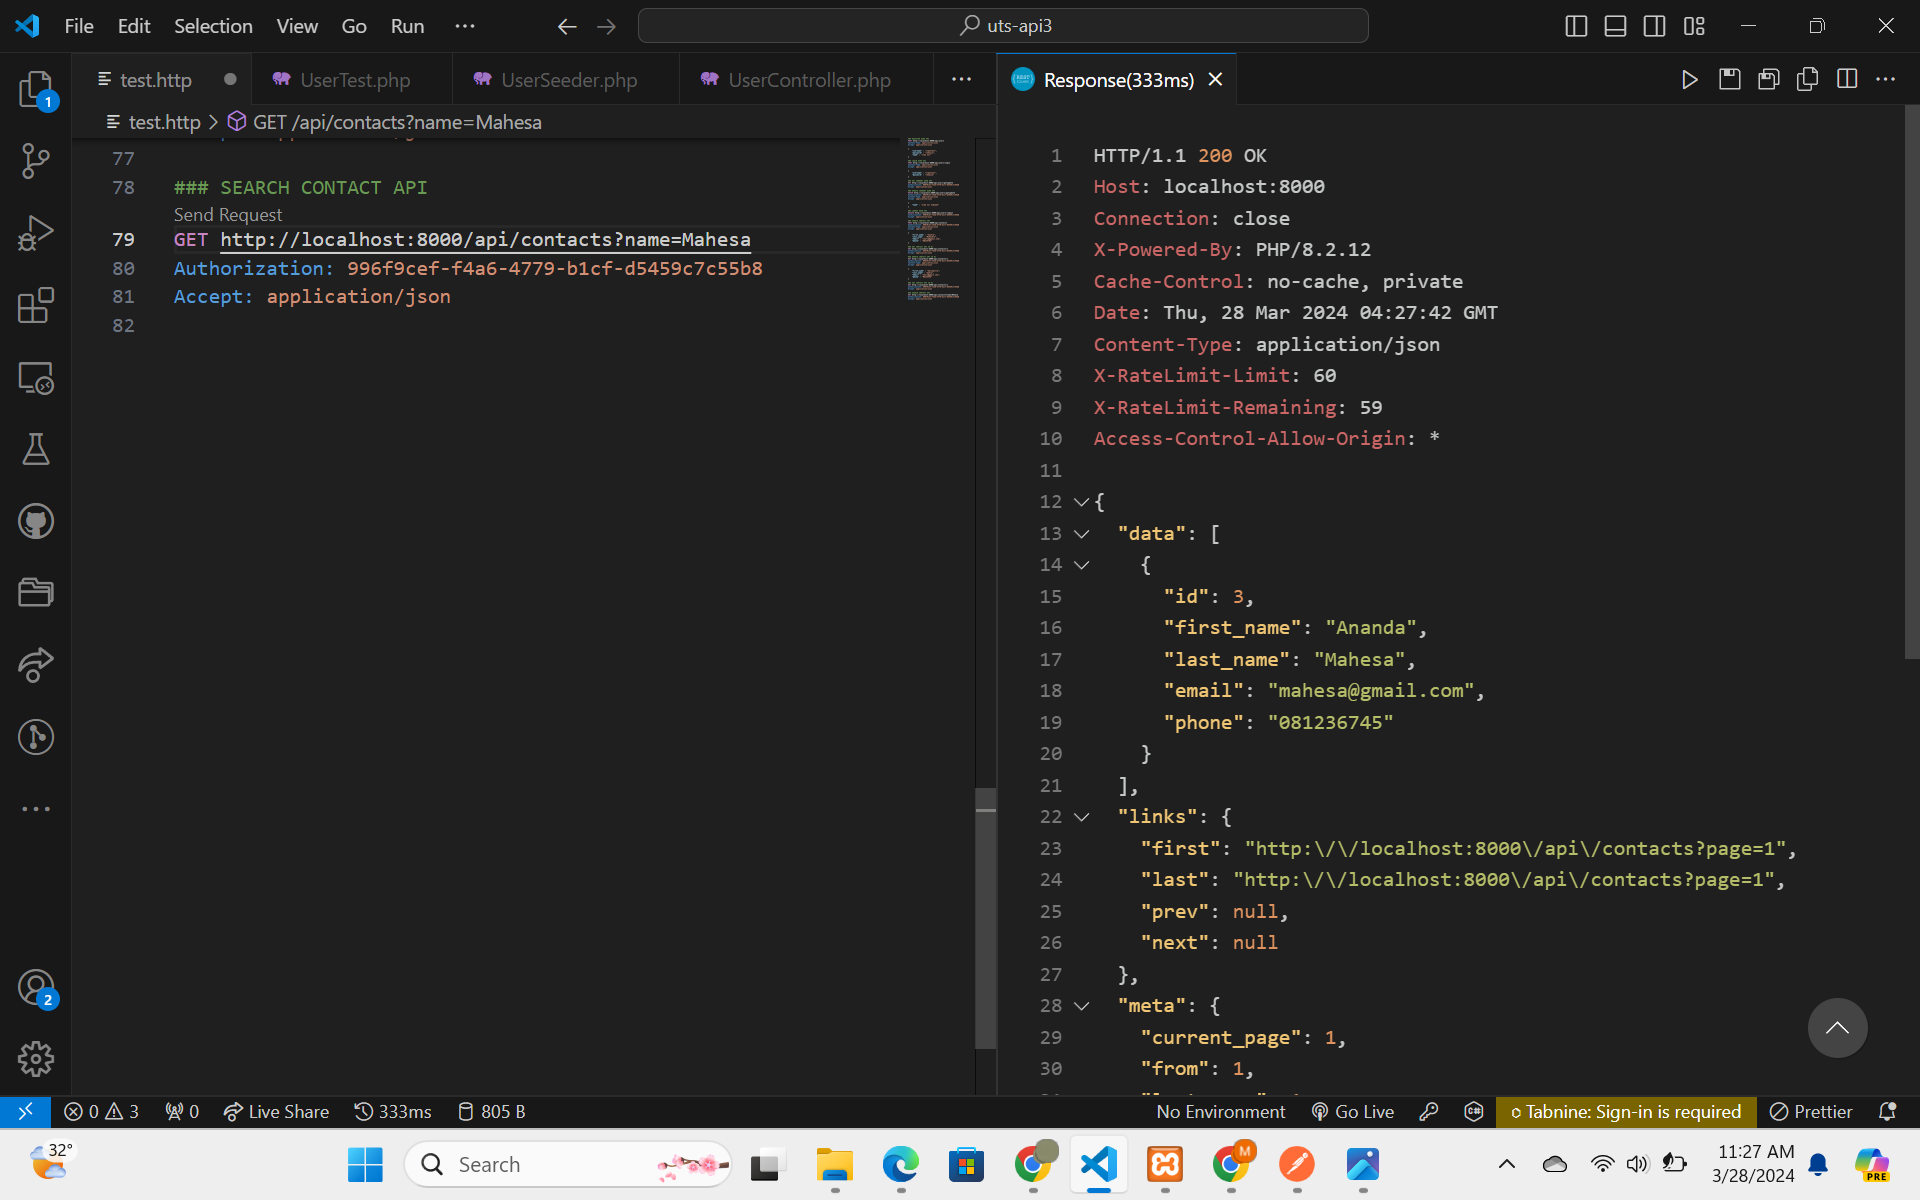 File Edit Selection View Go Run ···
uts-api3
test.http
UserTest.php
UserSeeder.php
UserController.php
Response(333ms)
test.http > GET /api/contacts?name=Mahesa
77
78 ### SEARCH CONTACT API
Send Request
79 GET http://localhost:8000/api/contacts?name=Mahesa
80 Authorization: 996f9cef-f4a6-4779-b1cf-d5459c7c55b8
81 Accept: application/json
82
1 HTTP/1.1 200 OK
2 Host: localhost:8000
3 Connection: close
4 X-Powered-By: PHP/8.2.12
5 Cache-Control: no-cache, private
6 Date: Thu, 28 Mar 2024 04:27:42 GMT
7 Content-Type: application/json
8 X-RateLimit-Limit: 60
9 X-RateLimit-Remaining: 59
10 Access-Control-Allow-Origin: *
11
12 {
13 "data": [
14 {
15 "id": 3,
16 "first_name": "Ananda",
17 "last_name": "Mahesa",
18 "email": "mahesa@gmail.com",
19 "phone": "081236745"
20 }
21 ],
22 "links": {
23 "first": "http:\/\/localhost:8000\/api\/contacts?page=1",
24 "last": "http:\/\/localhost:8000\/api\/contacts?page=1",
25 "prev": null,
26 "next": null
27 },
28 "meta": {
29 "current_page": 1,
30 "from": 1,
1
2
0 3 0 Live Share 333ms 805 B
No Environment Go Live Tabnine: Sign-in is required Prettier
32°
Search
M
11:27 AM
3/28/2024
PRE